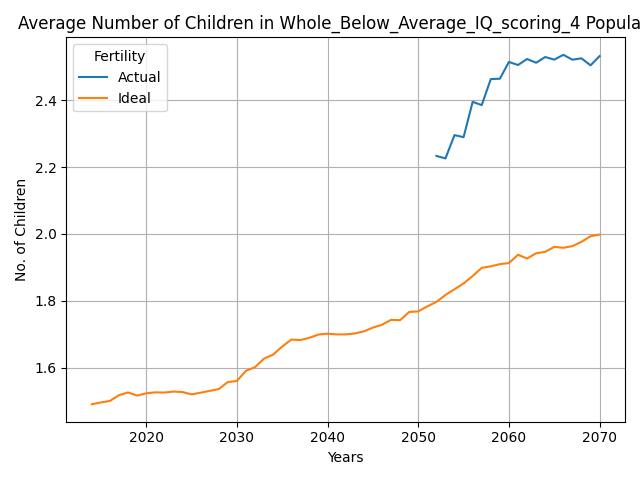 Average Number of Children in Whole_Below_Average_IQ_scoring_4 Popula
Fertility
Actual
Ideal
No. of Children
2.4
2.2
2.0
1.8
1.6
2020 2030 2040 2050 2060 2070
Years